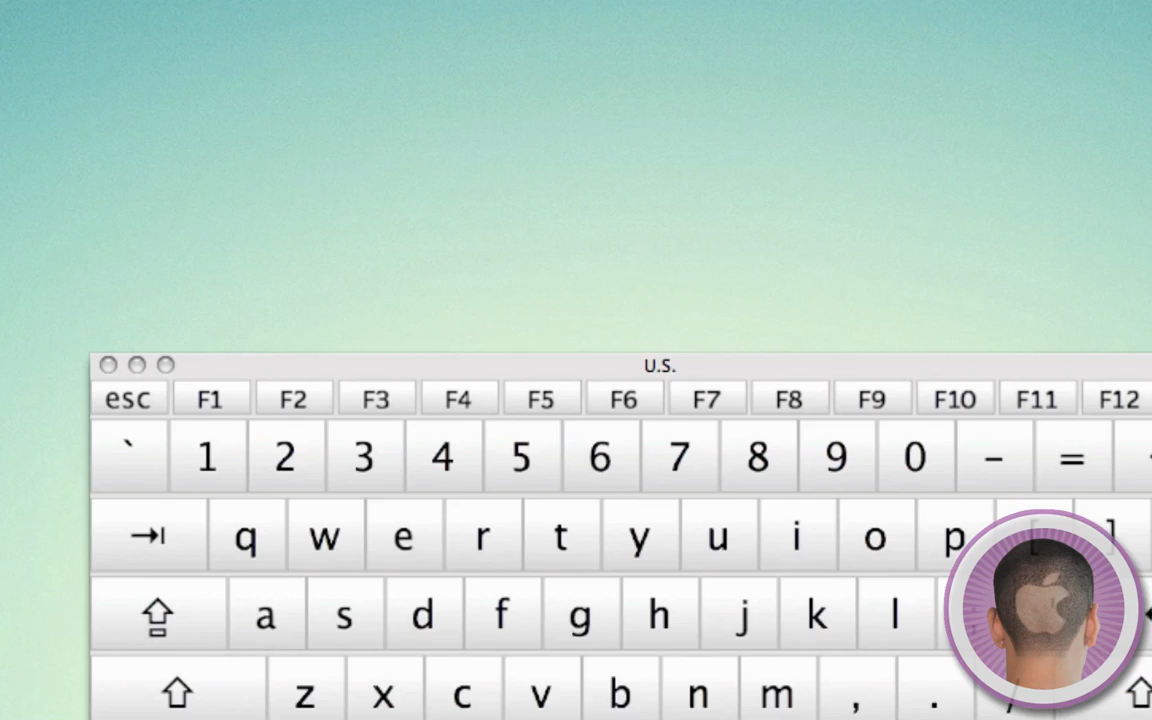 U.S.
esc F1 F2 F3 F4 F5 F6 F7 F8 F9 F10 F11 F12
` 1 2 3 4 5 6 7 8 9 0 - =
q w e r t y u i o p [ ]
a s d f g h j k l
z x c v b n m , . /